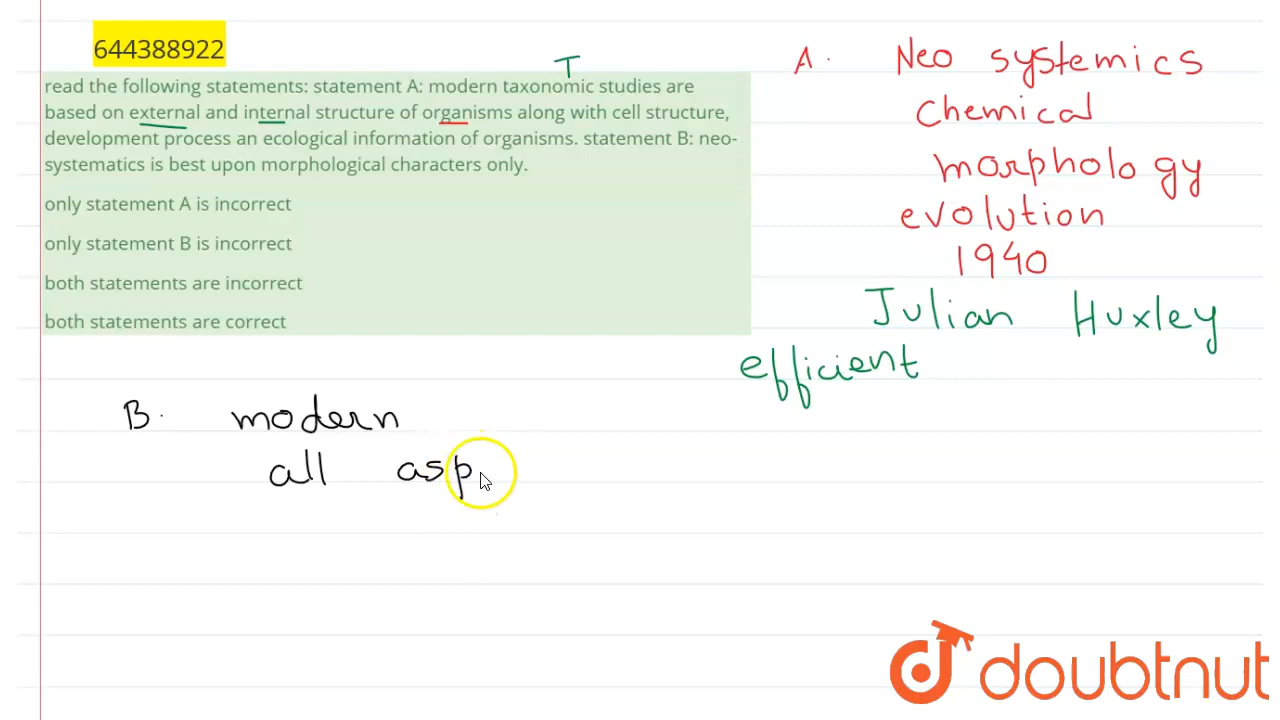 644388922
T
read the following statements: statement A: modern taxonomic studies are
based on external and internal structure of organisms along with cell structure,
development process an ecological information of organisms. statement B: neo-
systematics is best upon morphological characters only.
only statement A is incorrect
only statement B is incorrect
both statements are incorrect
both statements are correct
A. Neo systemics
Chemical
morphology
evolution
1940
Julian Huxley
efficient
B. modern
all asp
doubtnut